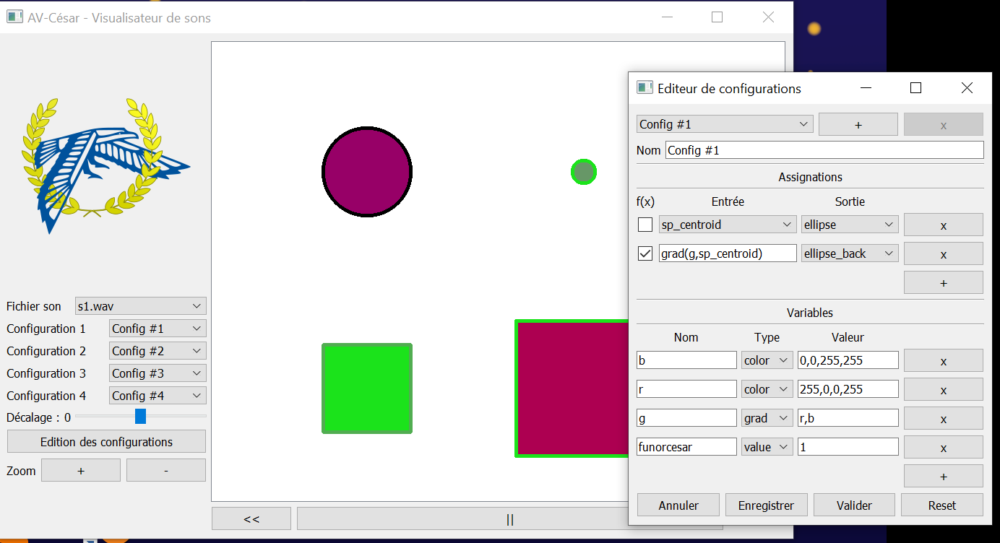 AV-César - Visualisateur de sons
Fichier son s1.wav
Configuration 1 Config #1
Configuration 2 Config #2
Configuration 3 Config #3
Configuration 4 Config #4
Décalage : 0
Edition des configurations
Zoom + -
<< ||
Editeur de configurations
Config #1 + x
Nom Config #1
Assignations
f(x) Entrée Sortie
sp_centroid ellipse x
grad(g,sp_centroid) ellipse_back x
+
Variables
Nom Type Valeur
b color 0,0,255,255 x
r color 255,0,0,255 x
g grad r,b x
funorcesar value 1 x
+
Annuler Enregistrer Valider Reset